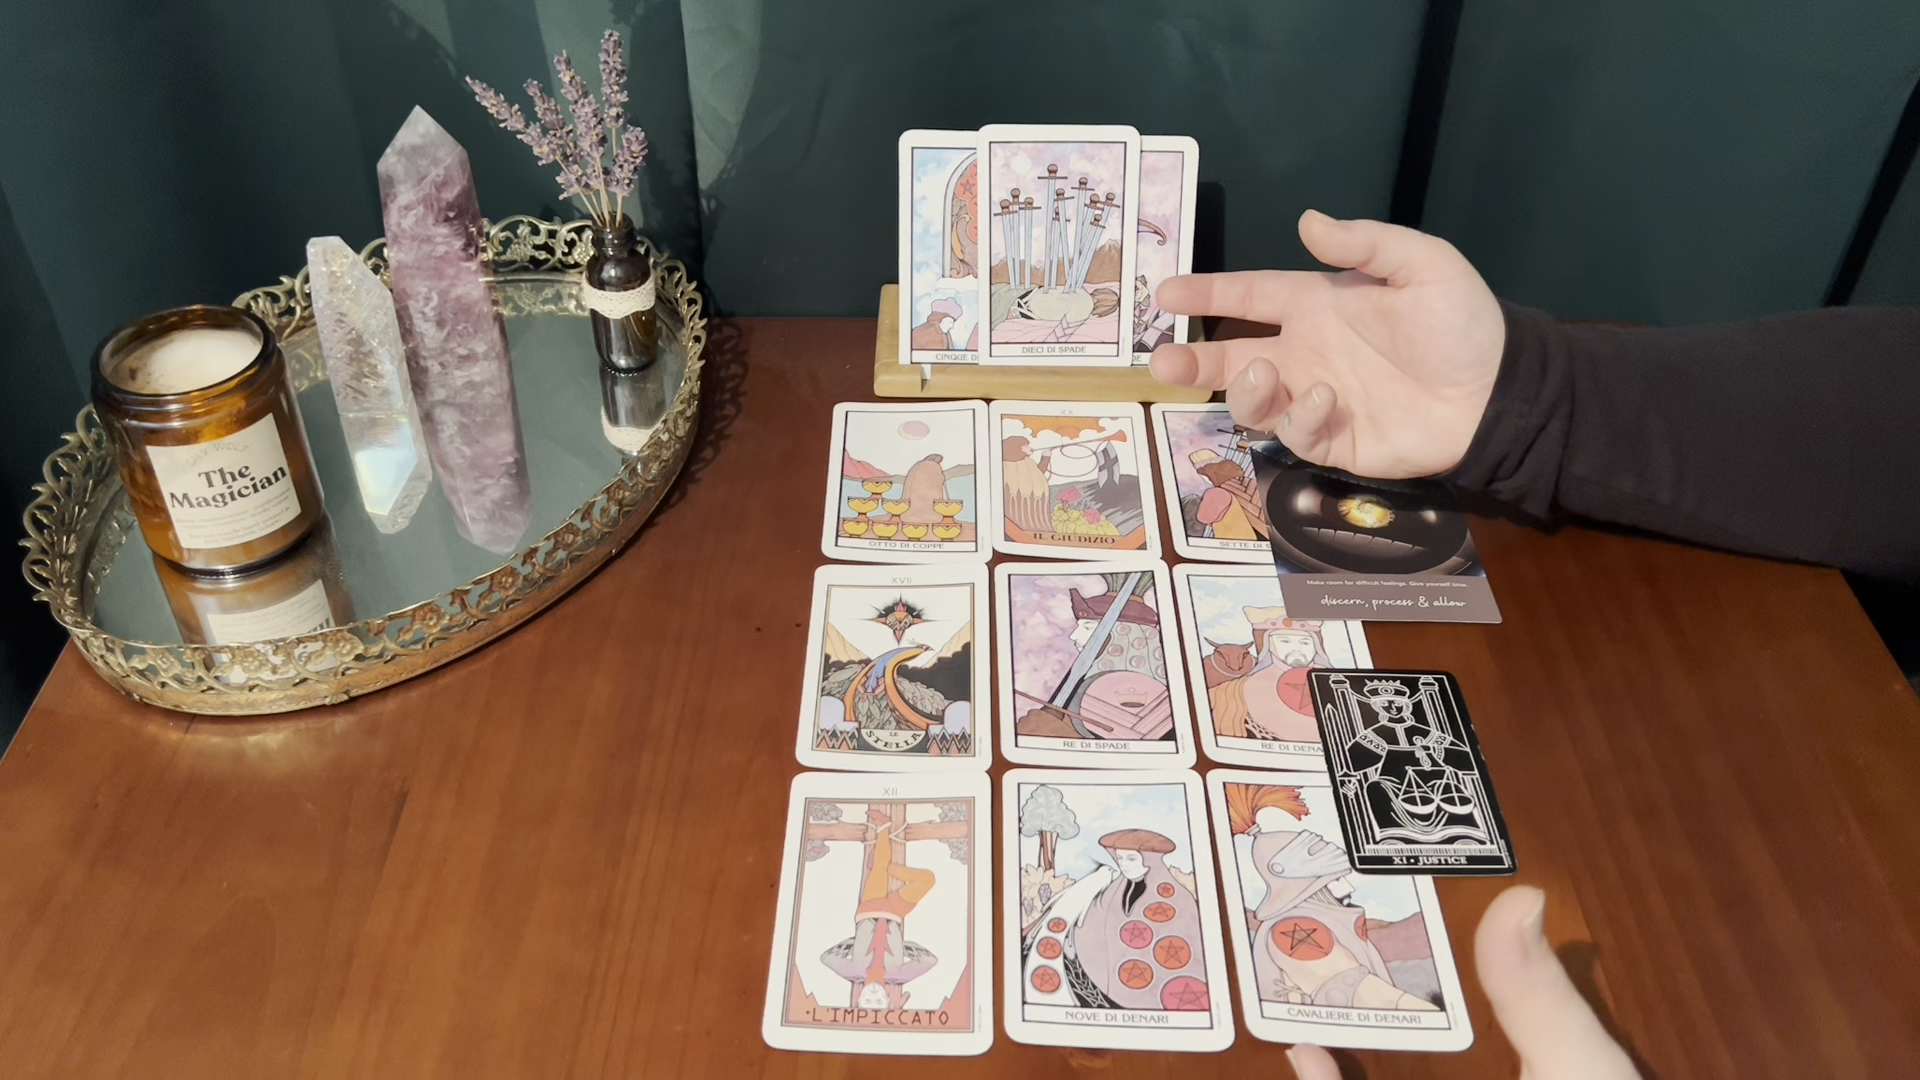 The
Magician
CINQUE D
DIECI DI SPADE
DE
OTTO DI COPPE
XX
IL GIUDIZIO
SETTE DI S
Make room for difficult feelings. Give yourself time.
discern, process & allow
XVII
LE
STELLA
RE DI SPADE
RE DI DENA
XI • JUSTICE
XII
•L'IMPICCATO
NOVE DI DENARI
CAVALIERE DI DENARI